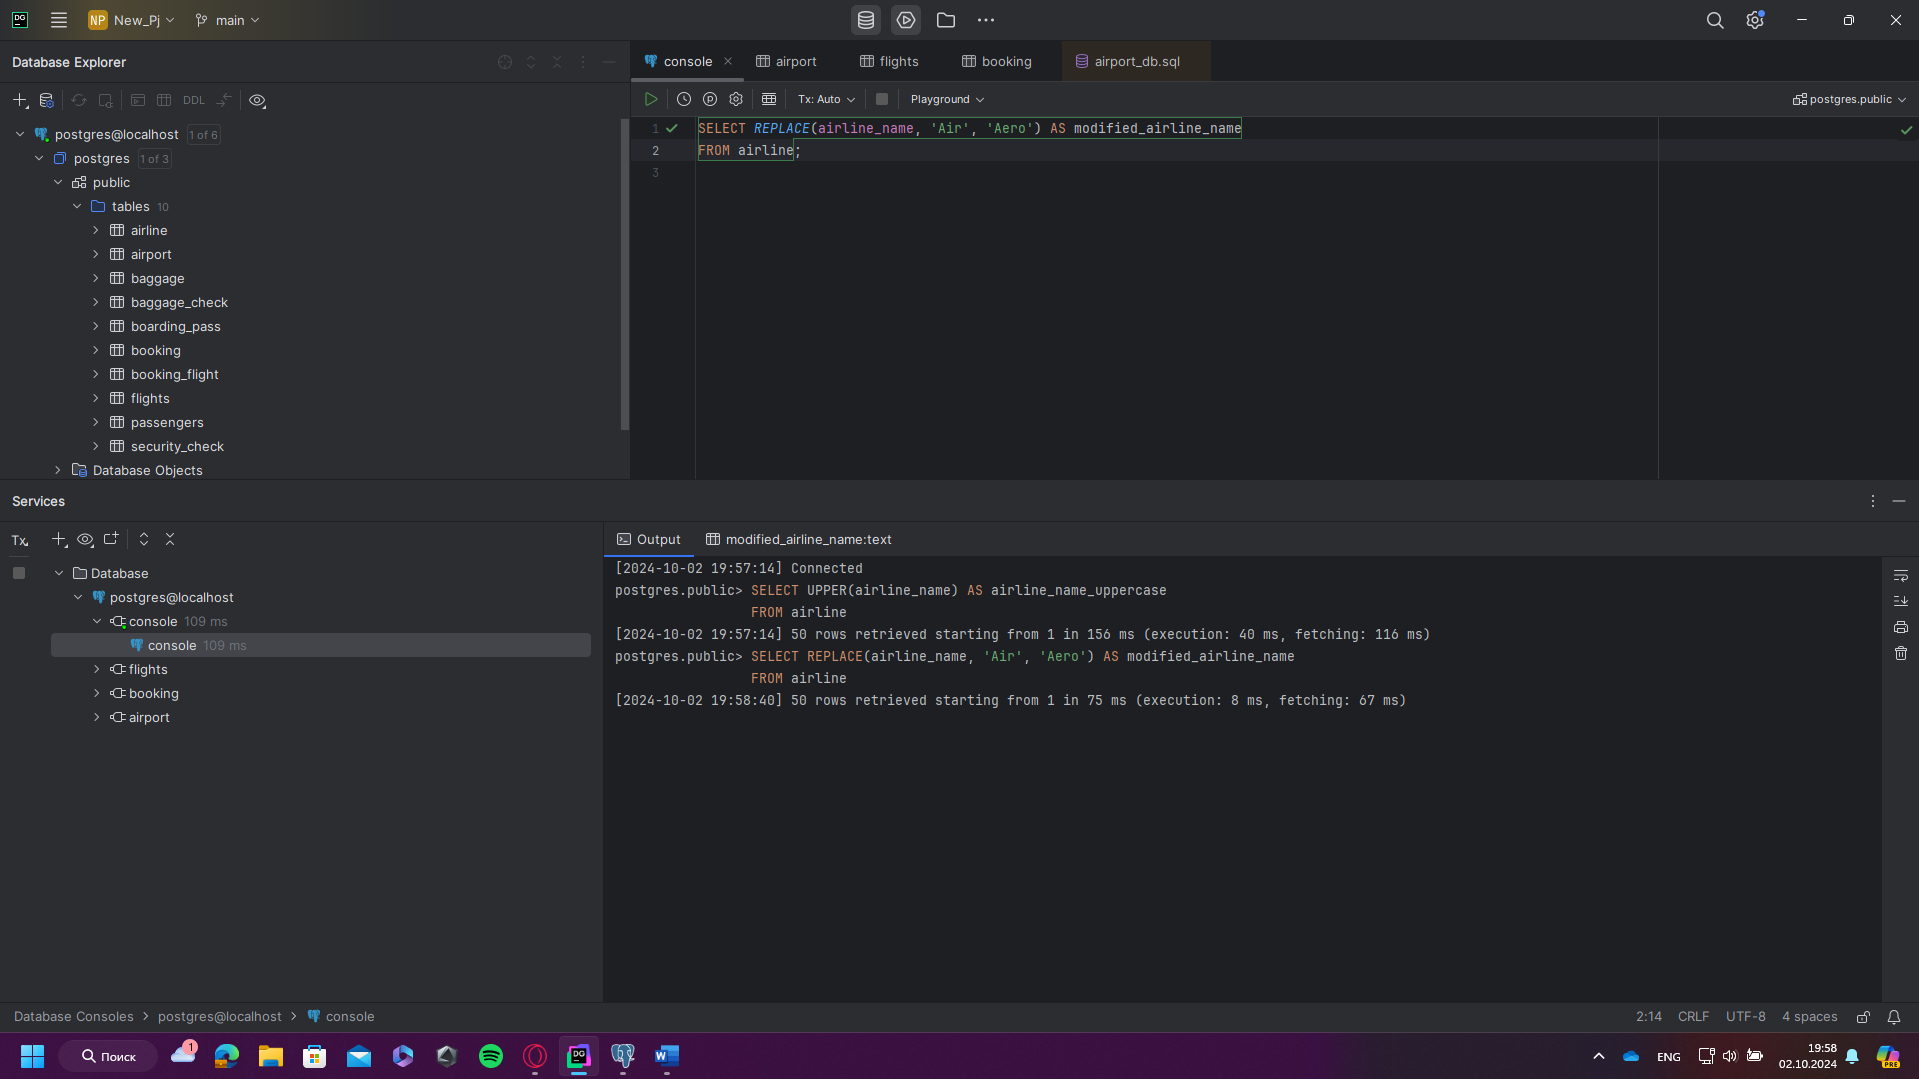 DG
NP New_Pj main
Database Explorer
console airport flights booking airport_db.sql
DDL
Tx: Auto Playground postgres.public
postgres@localhost 1 of 6
postgres 1 of 3
public
tables 10
airline
airport
baggage
baggage_check
boarding_pass
booking
booking_flight
flights
passengers
security_check
Database Objects
1 SELECT REPLACE(airline_name, 'Air', 'Aero') AS modified_airline_name
2 FROM airline;
3
Services
Tx
Database
postgres@localhost
console 109 ms
console 109 ms
flights
booking
airport
Output modified_airline_name:text
[2024-10-02 19:57:14] Connected
postgres.public> SELECT UPPER(airline_name) AS airline_name_uppercase
FROM airline
[2024-10-02 19:57:14] 50 rows retrieved starting from 1 in 156 ms (execution: 40 ms, fetching: 116 ms)
postgres.public> SELECT REPLACE(airline_name, 'Air', 'Aero') AS modified_airline_name
FROM airline
[2024-10-02 19:58:40] 50 rows retrieved starting from 1 in 75 ms (execution: 8 ms, fetching: 67 ms)
Database Consoles > postgres@localhost > console
2:14 CRLF UTF-8 4 spaces
Поиск
1
DG
W
ENG
19:58
02.10.2024
PRE